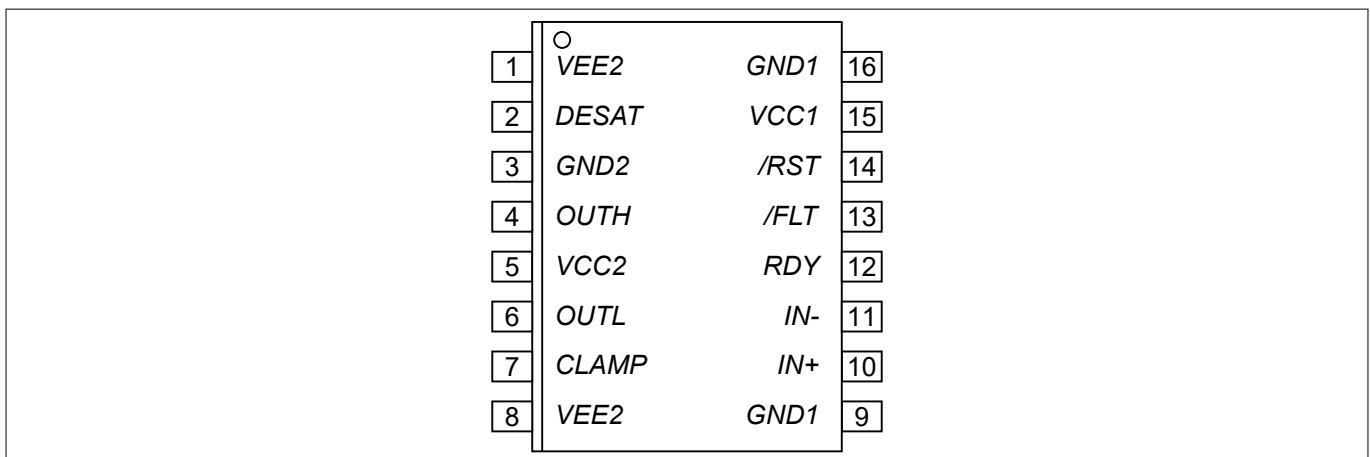 1 VEE2 GND1 16
2 DESAT VCC1 15
3 GND2 /RST 14
4 OUTH /FLT 13
5 VCC2 RDY 12
6 OUTL IN- 11
7 CLAMP IN+ 10
8 VEE2 GND1 9